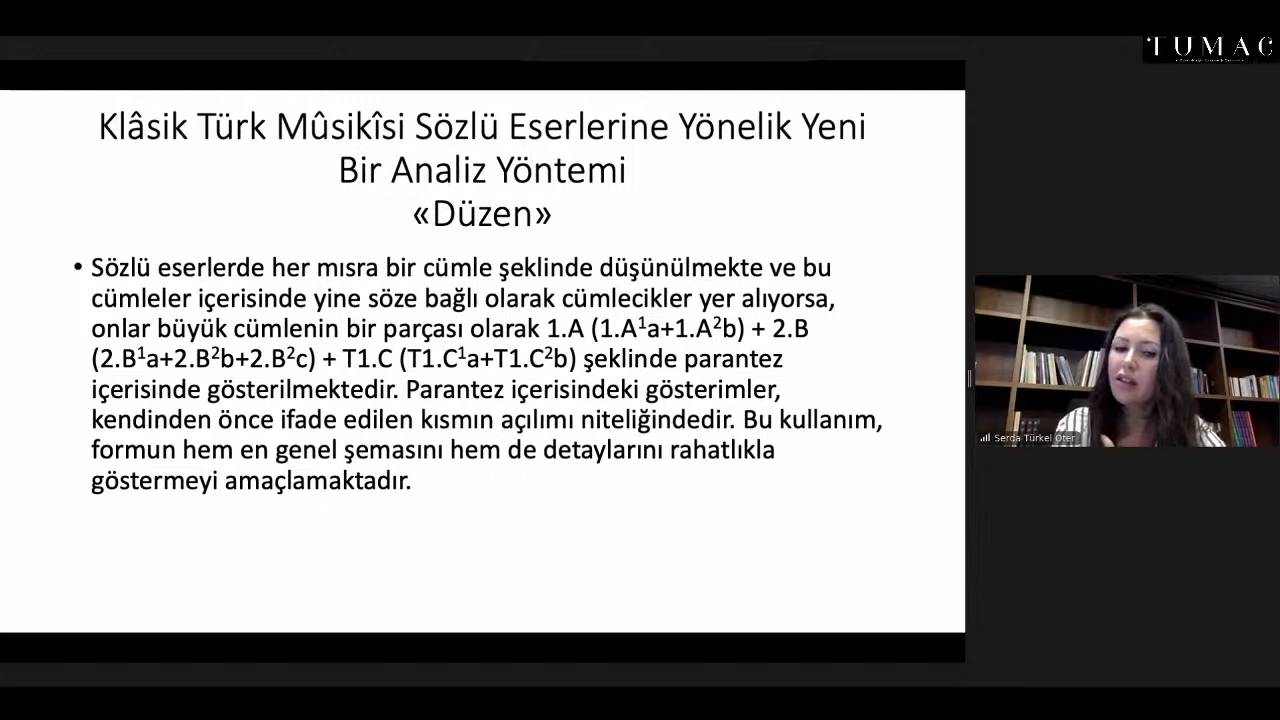 TUMAC
Klâsik Türk Mûsikîsi Sözlü Eserlerine Yönelik Yeni
Bir Analiz Yöntemi
«Düzen»
• Sözlü eserlerde her mısra bir cümle şeklinde düşünülmekte ve bu
cümleler içerisinde yine söze bağlı olarak cümlecikler yer alıyorsa,
onlar büyük cümlenin bir parçası olarak 1.A (1.A¹a+1.A²b) + 2.B
(2.B¹a+2.B²b+2.B²c) + T1.C (T1.C¹a+T1.C²b) şeklinde parantez
içerisinde gösterilmektedir. Parantez içerisindeki gösterimler,
kendinden önce ifade edilen kısmın açılımı niteliğindedir. Bu kullanım,
formun hem en genel şemasını hem de detaylarını rahatlıkla
göstermeyi amaçlamaktadır.
Serda Türkel Oter